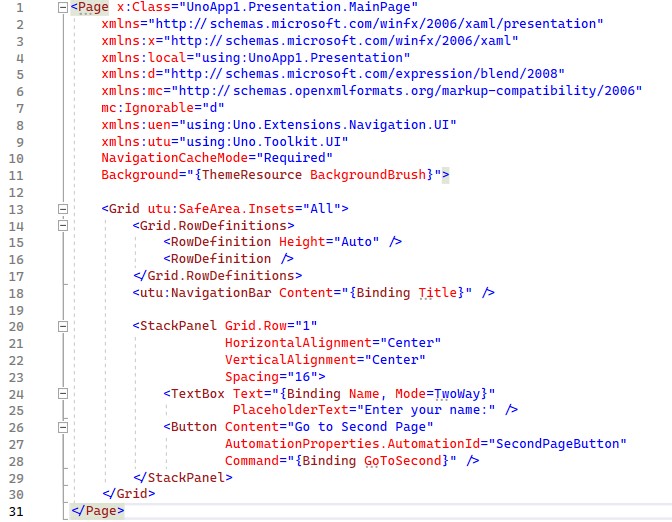 1 <Page x:Class="UnoApp1.Presentation.MainPage"
2 xmlns="http://schemas.microsoft.com/winfx/2006/xaml/presentation"
3 xmlns:x="http://schemas.microsoft.com/winfx/2006/xaml"
4 xmlns:local="using:UnoApp1.Presentation"
5 xmlns:d="http://schemas.microsoft.com/expression/blend/2008"
6 xmlns:mc="http://schemas.openxmlformats.org/markup-compatibility/2006"
7 mc:Ignorable="d"
8 xmlns:uen="using:Uno.Extensions.Navigation.UI"
9 xmlns:utu="using:Uno.Toolkit.UI"
10 NavigationCacheMode="Required"
11 Background="{ThemeResource BackgroundBrush}">
12
13 <Grid utu:SafeArea.Insets="All">
14 <Grid.RowDefinitions>
15 <RowDefinition Height="Auto" />
16 <RowDefinition />
17 </Grid.RowDefinitions>
18 <utu:NavigationBar Content="{Binding Title}" />
19
20 <StackPanel Grid.Row="1"
21 HorizontalAlignment="Center"
22 VerticalAlignment="Center"
23 Spacing="16">
24 <TextBox Text="{Binding Name, Mode=TwoWay}"
25 PlaceholderText="Enter your name:" />
26 <Button Content="Go to Second Page"
27 AutomationProperties.AutomationId="SecondPageButton"
28 Command="{Binding GoToSecond}" />
29 </StackPanel>
30 </Grid>
31 </Page>